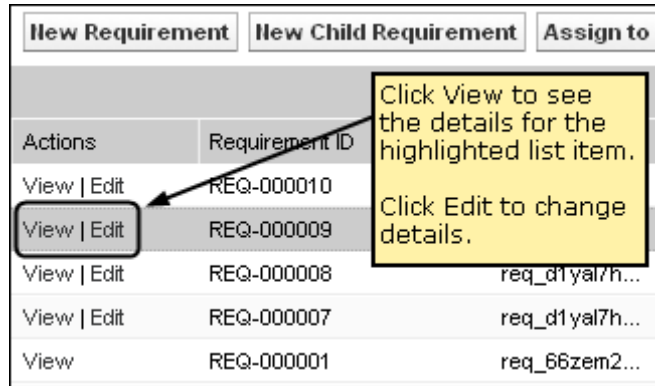 New Requirement New Child Requirement Assign to
Click View to see
the details for the
highlighted list item.
Click Edit to change
details.
Actions Requirement ID
View | Edit REQ-000010
View | Edit REQ-000009
View | Edit REQ-000008 req_d1yal7h...
View | Edit REQ-000007 req_d1yal7h...
View REQ-000001 req_66zem2...